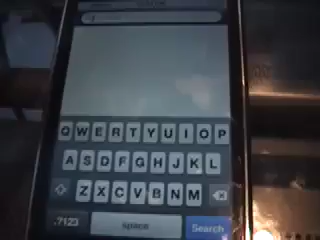 Q W E R T Y U I O P
A S D F G H J K L
Z X C V B N M
.?123 space Search